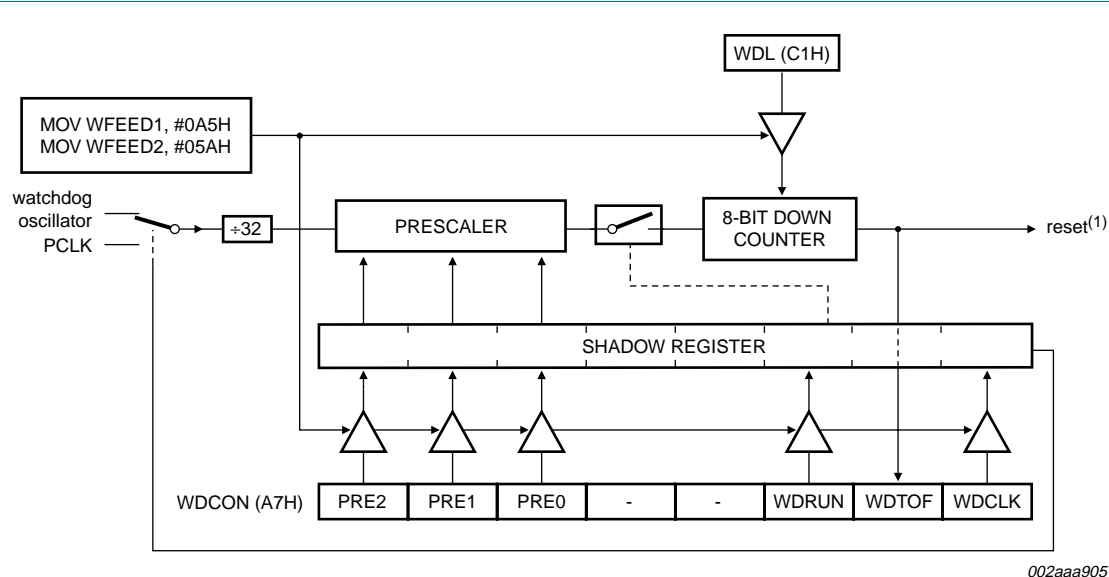 WDL (C1H)
MOV WFEED1, #0A5H
MOV WFEED2, #05AH
watchdog
oscillator
PCLK
÷32
PRESCALER
8-BIT DOWN
COUNTER
reset(1)
SHADOW REGISTER
WDCON (A7H)
PRE2
PRE1
PRE0
-
-
WDRUN
WDTOF
WDCLK
002aaa905